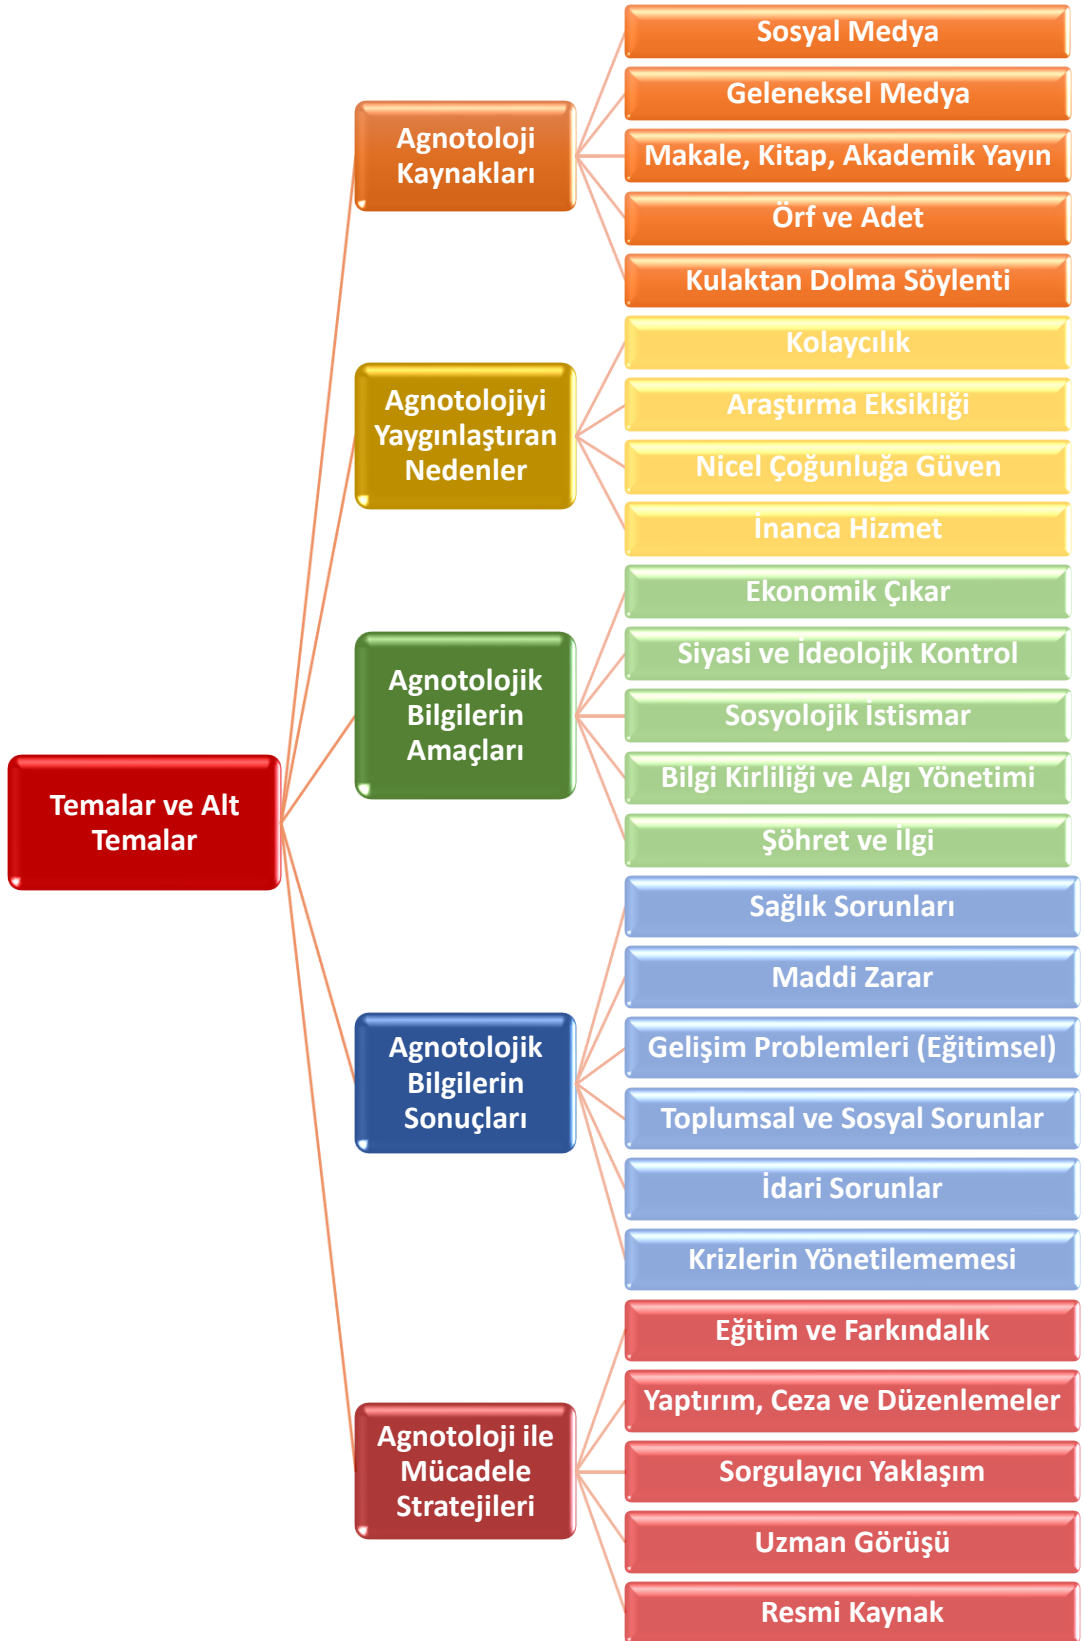 Temalar ve Alt
Temalar
Agnotoloji
Kaynakları
Sosyal Medya
Geleneksel Medya
Makale, Kitap, Akademik Yayın
Örf ve Adet
Kulaktan Dolma Söylenti
Agnotolojiyi
Yaygınlaştıran
Nedenler
Kolaycılık
Araştırma Eksikliği
Nicel Çoğunluğa Güven
İnanca Hizmet
Agnotolojik
Bilgilerin
Amaçları
Ekonomik Çıkar
Siyasi ve İdeolojik Kontrol
Sosyolojik İstismar
Bilgi Kirliliği ve Algı Yönetimi
Şöhret ve İlgi
Agnotolojik
Bilgilerin
Sonuçları
Sağlık Sorunları
Maddi Zarar
Gelişim Problemleri (Eğitimsel)
Toplumsal ve Sosyal Sorunlar
İdari Sorunlar
Krizlerin Yönetilememesi
Agnotoloji ile
Mücadele
Stratejileri
Eğitim ve Farkındalık
Yaptırım, Ceza ve Düzenlemeler
Sorgulayıcı Yaklaşım
Uzman Görüşü
Resmi Kaynak